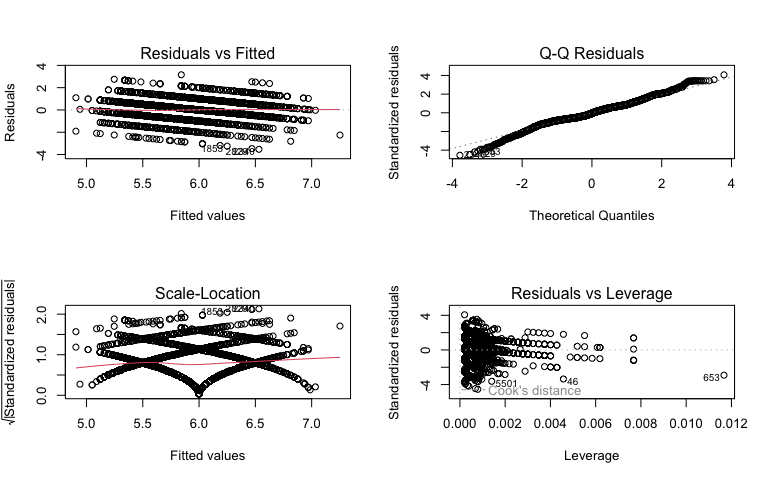 Residuals vs Fitted
Residuals
4
2
0
-4
1853
5.0 5.5 6.0 6.5 7.0
Fitted values
Q-Q Residuals
Standardized residuals
4
2
0
-4
-4 -2 0 2 4
Theoretical Quantiles
Scale-Location
√|Standardized residuals|
2.0
1.0
0.0
1853
5.0 5.5 6.0 6.5 7.0
Fitted values
Residuals vs Leverage
Standardized residuals
4
2
0
-4
5501
46
653
Cook's distance
0.000 0.002 0.004 0.006 0.008 0.010 0.012
Leverage